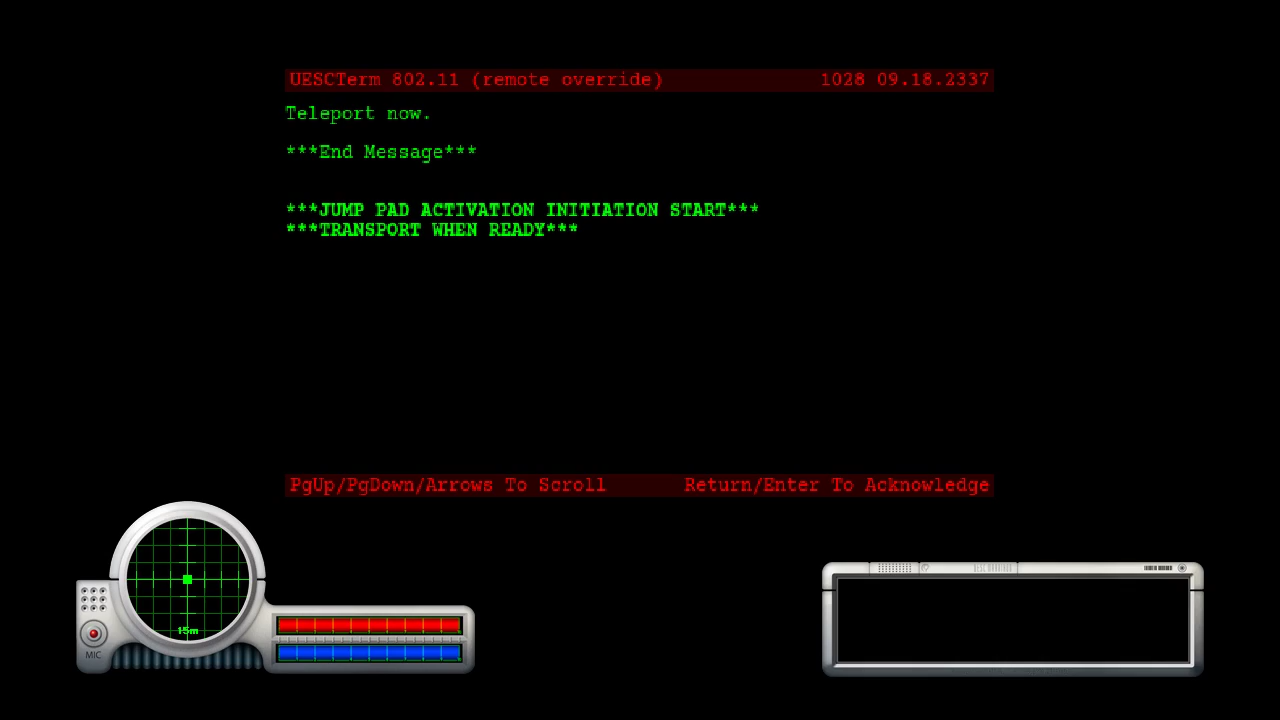 UESCTerm 802.11 (remote override) 1028 09.18.2337
Teleport now.
***End Message***
***JUMP PAD ACTIVATION INITIATION START***
***TRANSPORT WHEN READY***
PgUp/PgDown/Arrows To Scroll Return/Enter To Acknowledge
15m
MIC